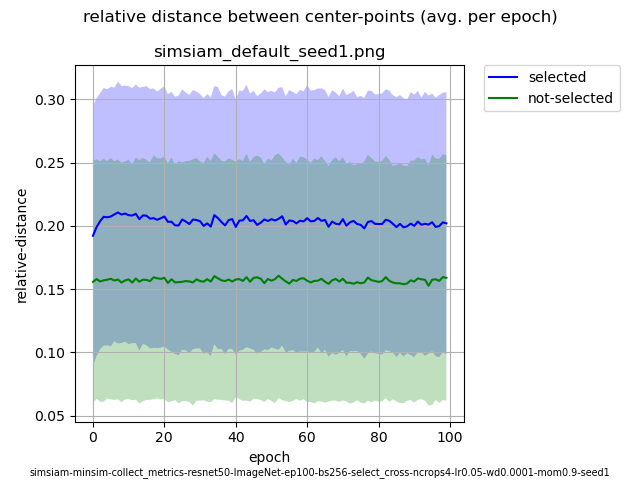 relative distance between center-points (avg. per epoch)
simsiam_default_seed1.png
selected
not-selected
relative-distance
0.30
0.25
0.20
0.15
0.10
0.05
0 20 40 60 80 100
epoch
simsiam-minsim-collect_metrics-resnet50-ImageNet-ep100-bs256-select_cross-ncrops4-lr0.05-wd0.0001-mom0.9-seed1